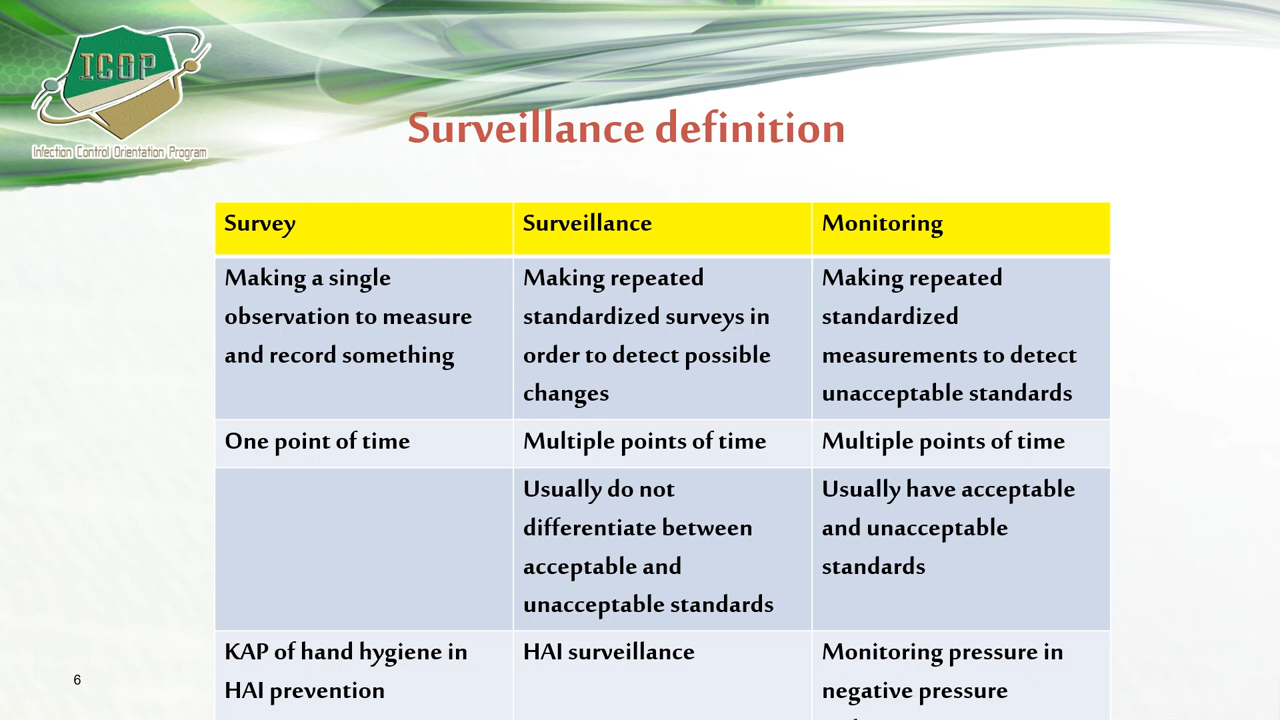 ICOP
Infection Control Orientation Program
Surveillance definition
Survey
Surveillance
Monitoring
Making a single
observation to measure
and record something
Making repeated
standardized surveys in
order to detect possible
changes
Making repeated
standardized
measurements to detect
unacceptable standards
One point of time
Multiple points of time
Multiple points of time
Usually do not
differentiate between
acceptable and
unacceptable standards
Usually have acceptable
and unacceptable
standards
KAP of hand hygiene in
HAI prevention
HAI surveillance
Monitoring pressure in
negative pressure
6